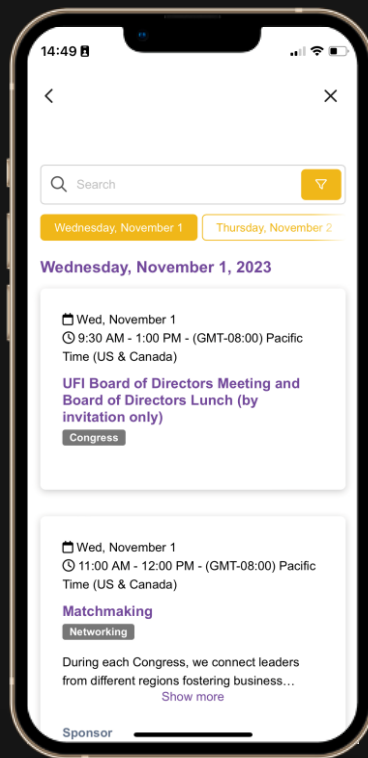 14:49
Search
Wednesday, November 1
Thursday, November 2
Wednesday, November 1, 2023
Wed, November 1
9:30 AM - 1:00 PM - (GMT-08:00) Pacific
Time (US & Canada)
UFI Board of Directors Meeting and
Board of Directors Lunch (by
invitation only)
Congress
Wed, November 1
11:00 AM - 12:00 PM - (GMT-08:00) Pacific
Time (US & Canada)
Matchmaking
Networking
During each Congress, we connect leaders
from different regions fostering business…
Show more
Sponsor